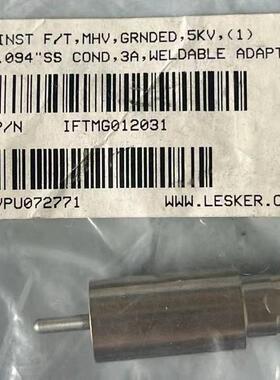 INST F/T,MHV,GRNDED,5KV,(1)
.094"SS COND,3A,WELDABLE ADAPT
P/N IFTMG012031
VPU072771 WWW.LESKER.C